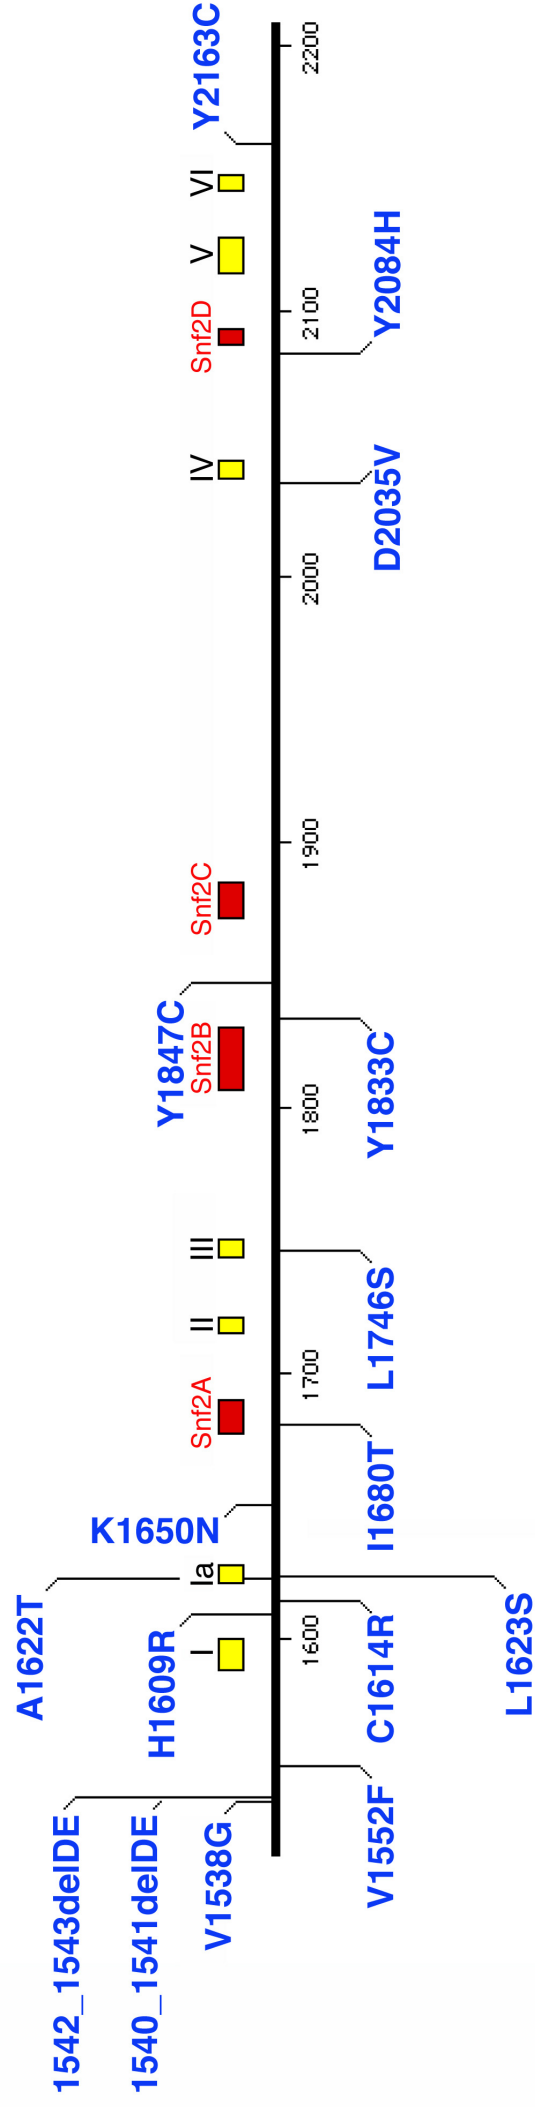 1542_1543delDE
A1622T
1540_1541delDE
H1609R
K1650N
Y1847C
V1538G
I
Ia
Snf2A
II
III
Snf2B
Snf2C
IV
Snf2D
V
VI
Y2163C
1600
1700
1800
1900
2000
2100
2200
V1552F
C1614R
I1680T
L1746S
Y1833C
D2035V
Y2084H
L1623S